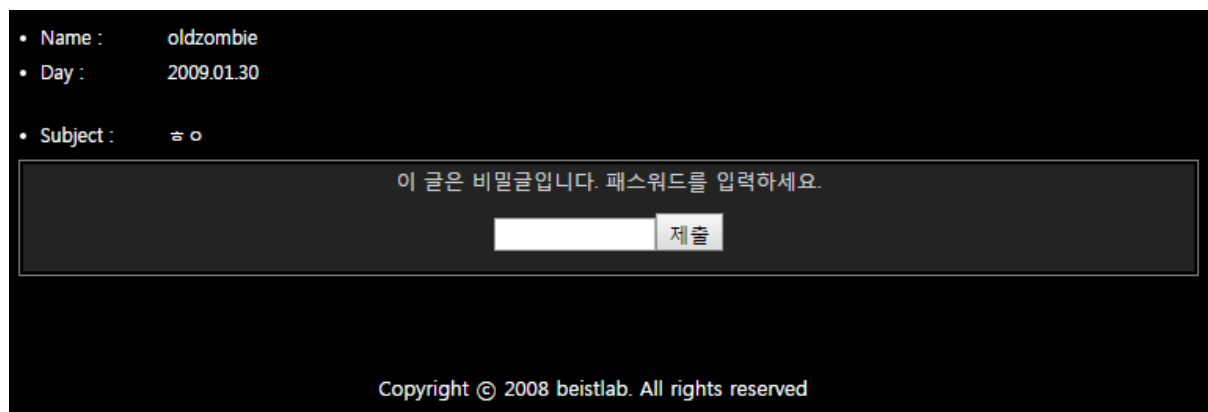 • Name : oldzombie
• Day : 2009.01.30
• Subject : ㅎㅇ
이 글은 비밀글입니다. 패스워드를 입력하세요.
제출
Copyright ⓒ 2008 beistlab. All rights reserved